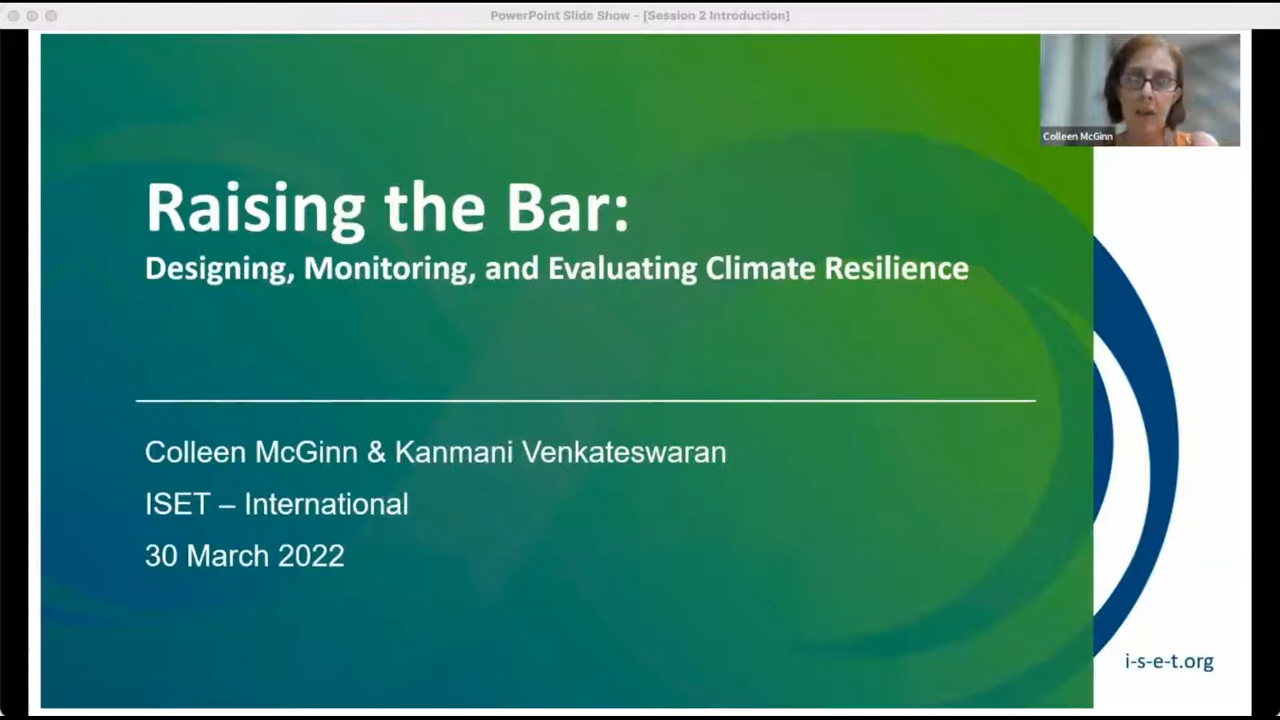 PowerPoint Slide Show - [Session 2 Introduction]
Colleen McGinn
Raising the Bar:
Designing, Monitoring, and Evaluating Climate Resilience
Colleen McGinn & Kanmani Venkateswaran
ISET – International
30 March 2022
i-s-e-t.org